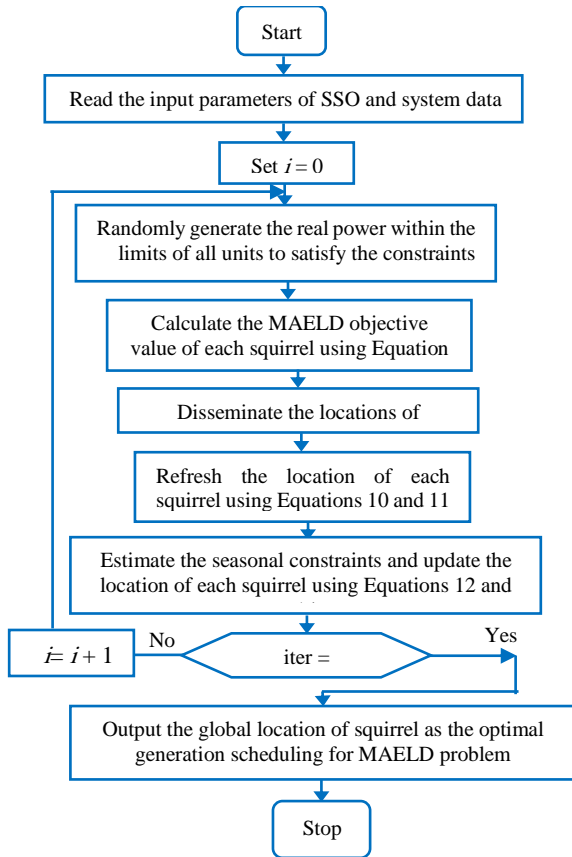 Start
Read the input parameters of SSO and system data
Set i = 0
Randomly generate the real power within the
limits of all units to satisfy the constraints
Calculate the MAELD objective
value of each squirrel using Equation
Disseminate the locations of
Refresh the location of each
squirrel using Equations 10 and 11
Estimate the seasonal constraints and update the
location of each squirrel using Equations 12 and
i= i + 1
No
iter =
Yes
Output the global location of squirrel as the optimal
generation scheduling for MAELD problem
Stop